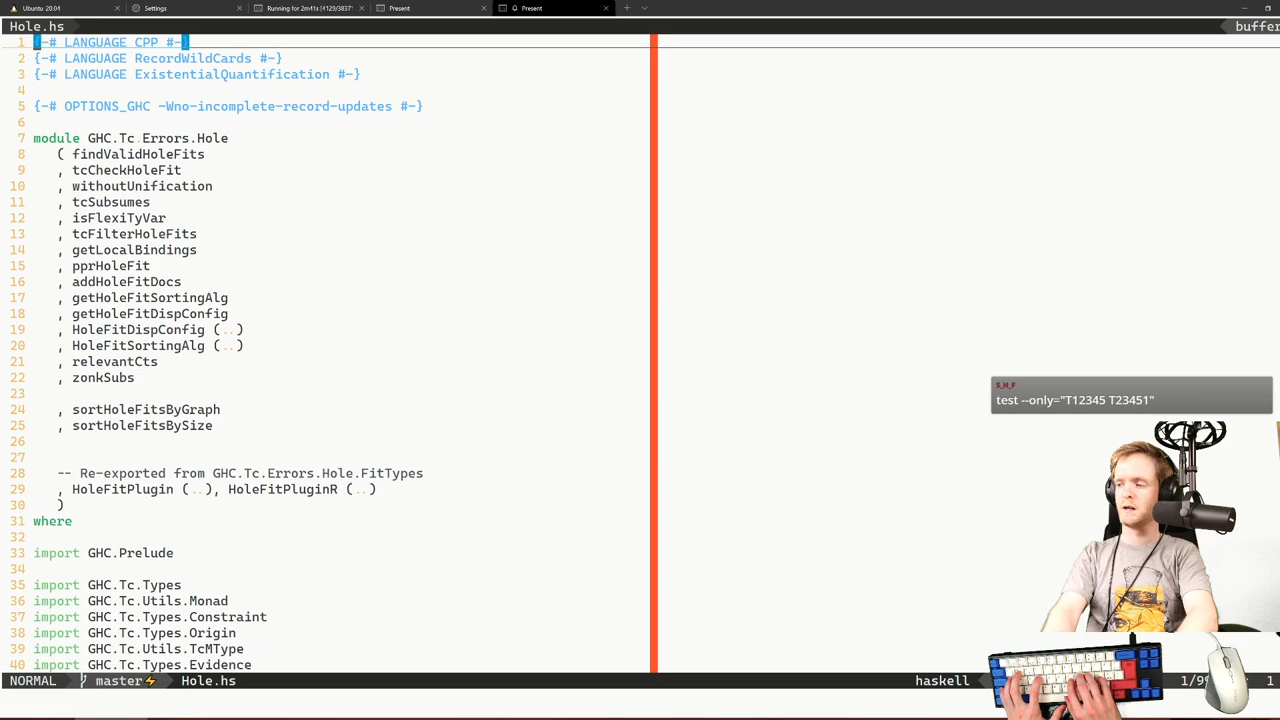 Ubuntu 20.04
Settings
Running for 2m41s [4129/3837
Present
Present
Hole.hs
buffer
1 {-# LANGUAGE CPP #-}
2 {-# LANGUAGE RecordWildCards #-}
3 {-# LANGUAGE ExistentialQuantification #-}
4
5 {-# OPTIONS_GHC -Wno-incomplete-record-updates #-}
6
7 module GHC.Tc.Errors.Hole
8 ( findValidHoleFits
9 , tcCheckHoleFit
10 , withoutUnification
11 , tcSubsumes
12 , isFlexiTyVar
13 , tcFilterHoleFits
14 , getLocalBindings
15 , pprHoleFit
16 , addHoleFitDocs
17 , getHoleFitSortingAlg
18 , getHoleFitDispConfig
19 , HoleFitDispConfig (..)
20 , HoleFitSortingAlg (..)
21 , relevantCts
22 , zonkSubs
23
24 , sortHoleFitsByGraph
25 , sortHoleFitsBySize
26
27
28 -- Re-exported from GHC.Tc.Errors.Hole.FitTypes
29 , HoleFitPlugin (..), HoleFitPluginR (..)
30 )
31 where
32
33 import GHC.Prelude
34
35 import GHC.Tc.Types
36 import GHC.Tc.Utils.Monad
37 import GHC.Tc.Types.Constraint
38 import GHC.Tc.Types.Origin
39 import GHC.Tc.Utils.TcMType
40 import GHC.Tc.Types.Evidence
S_H_F
test --only="T12345 T23451"
NORMAL master⚡ Hole.hs haskell 1/99 : 1